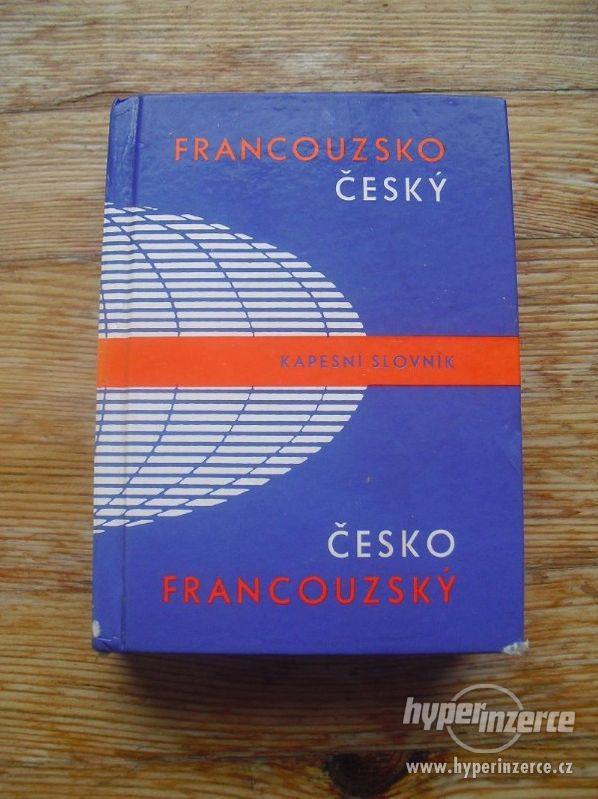 FRANCOUZSKO
ČESKÝ
KAPESNÍ SLOVNÍK
ČESKO
FRANCOUZSKÝ
hyperinzerce
www.hyperinzerce.cz